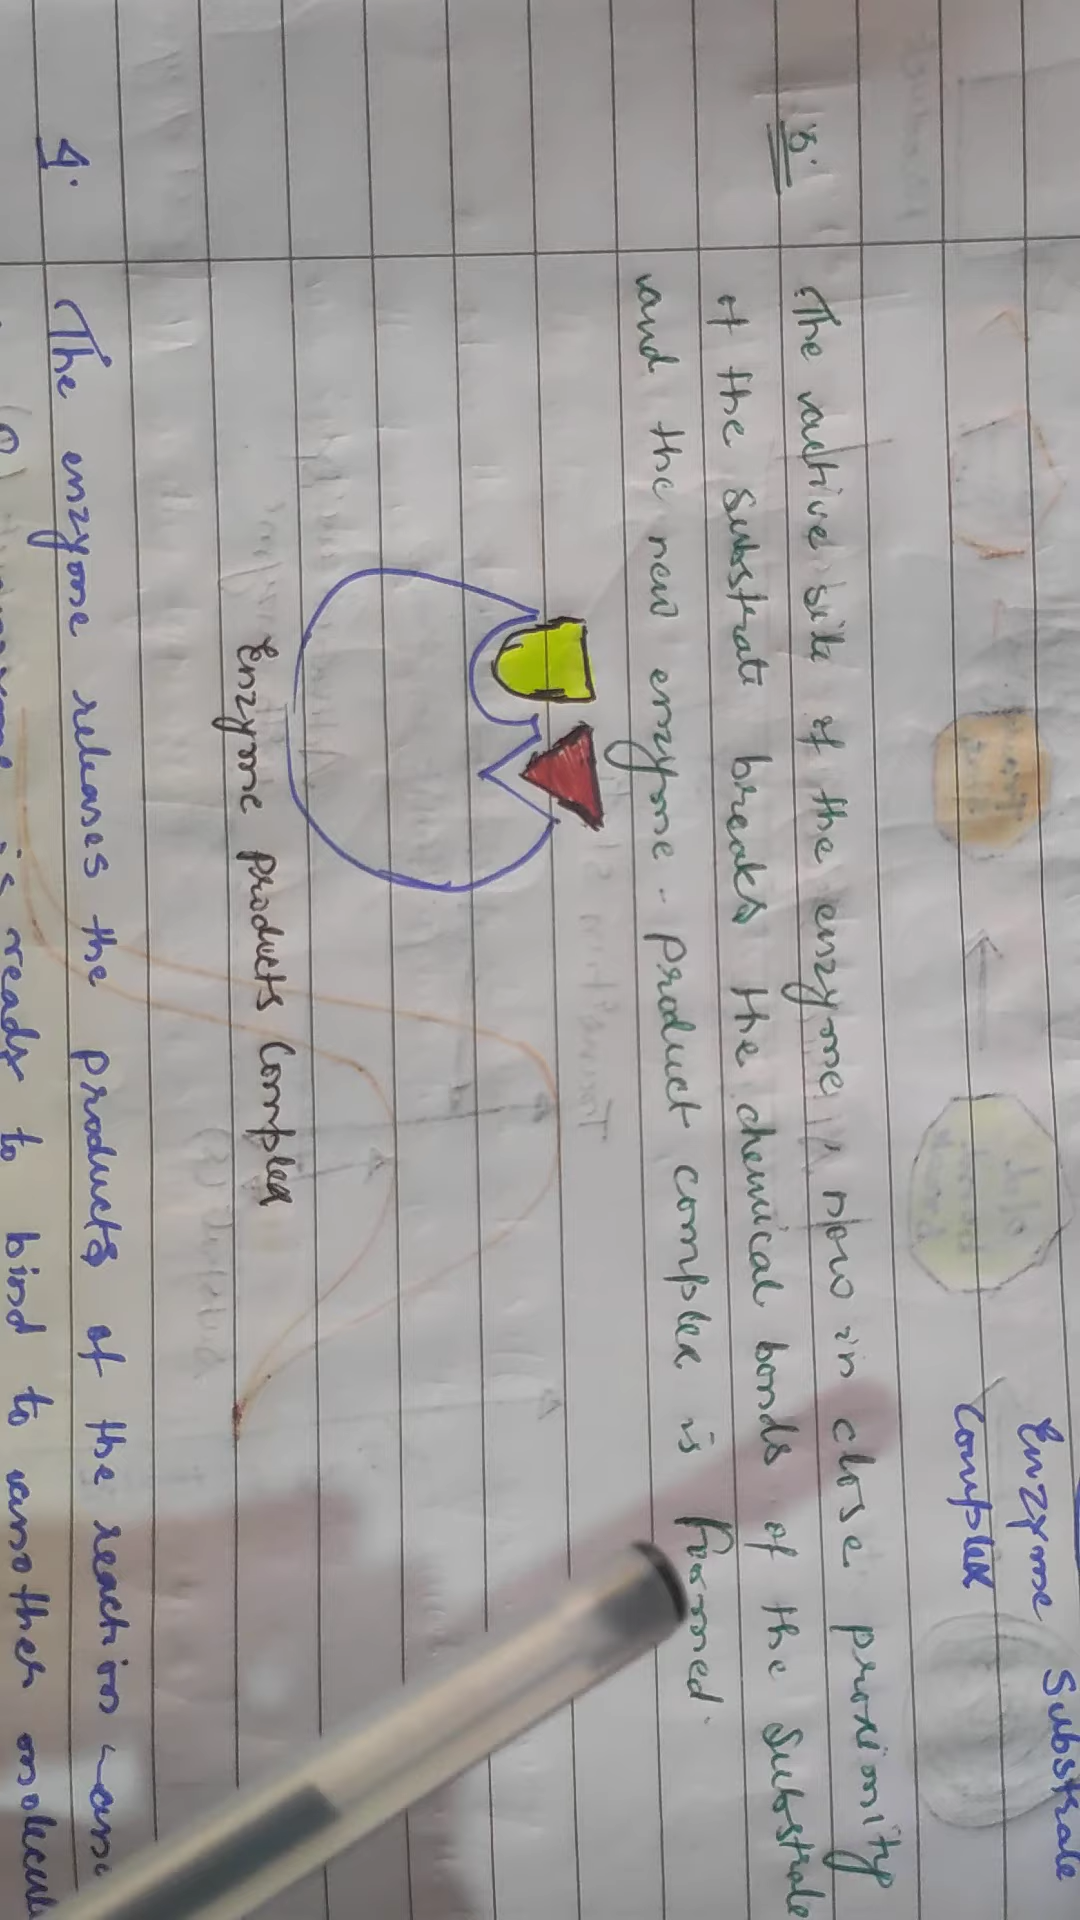 Substrate
Enzyme
Complex
3. The active site of the enzyme, now in close proximity
of the substrate breaks the chemical bonds of the substrate
and the new enzyme - product complex is formed.
Enzyme products Complex
4. The enzyme releases the products of the reaction and
is ready to bind to another